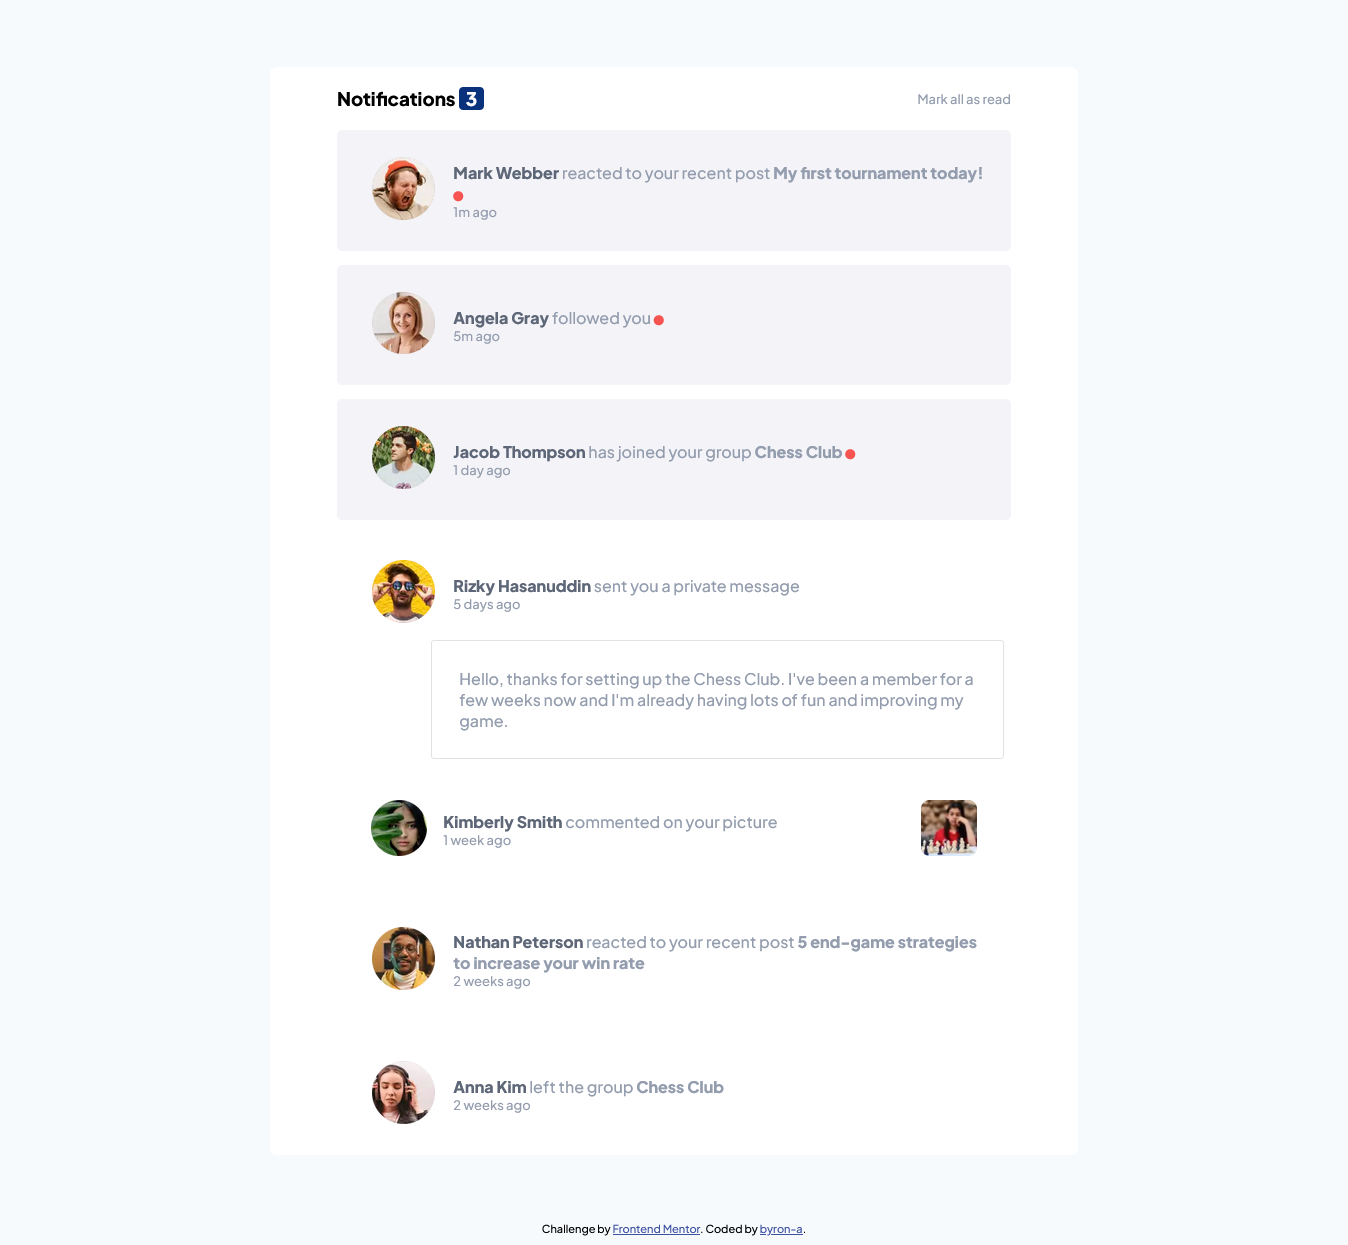 Notifications 3
Mark all as read
Mark Webber reacted to your recent post My first tournament today!
1m ago
Angela Gray followed you
5m ago
Jacob Thompson has joined your group Chess Club
1 day ago
Rizky Hasanuddin sent you a private message
5 days ago
Hello, thanks for setting up the Chess Club. I've been a member for a
few weeks now and I'm already having lots of fun and improving my
game.
Kimberly Smith commented on your picture
1 week ago
Nathan Peterson reacted to your recent post 5 end-game strategies
to increase your win rate
2 weeks ago
Anna Kim left the group Chess Club
2 weeks ago
Challenge by Frontend Mentor. Coded by byron-a.